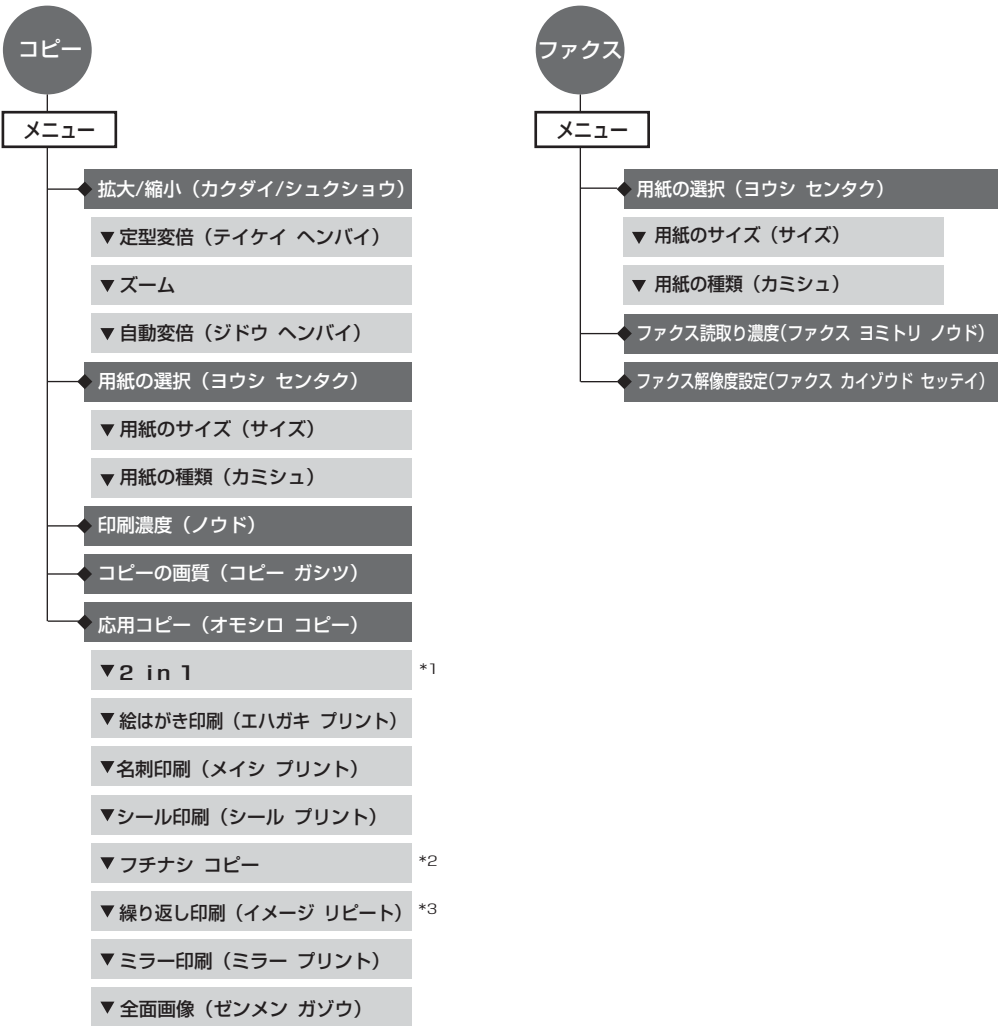 コピー
メニュー
拡大/縮小（カクダイ/シュクショウ）
▼定型変倍（テイケイ ヘンバイ）
▼ズーム
▼自動変倍（ジドウ ヘンバイ）
用紙の選択（ヨウシ センタク）
▼用紙のサイズ（サイズ）
▼用紙の種類（カミシュ）
印刷濃度（ノウド）
コピーの画質（コピー ガシツ）
応用コピー（オモシロ コピー）
▼2 in 1 *1
▼絵はがき印刷（エハガキ プリント）
▼名刺印刷（メイシ プリント）
▼シール印刷（シール プリント）
▼フチナシ コピー *2
▼繰り返し印刷（イメージ リピート） *3
▼ミラー印刷（ミラー プリント）
▼全面画像（ゼンメン ガゾウ）
ファクス
メニュー
用紙の選択（ヨウシ センタク）
▼用紙のサイズ（サイズ）
▼用紙の種類（カミシュ）
ファクス読取り濃度(ファクス ヨミトリ ノウド)
ファクス解像度設定(ファクス カイゾウド セッテイ)